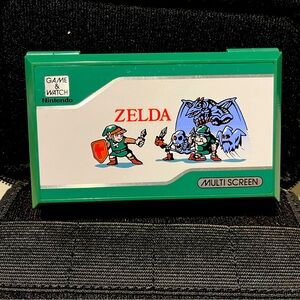 GAME
&
WATCH
Nintendo
ZELDA
MULTI SCREEN